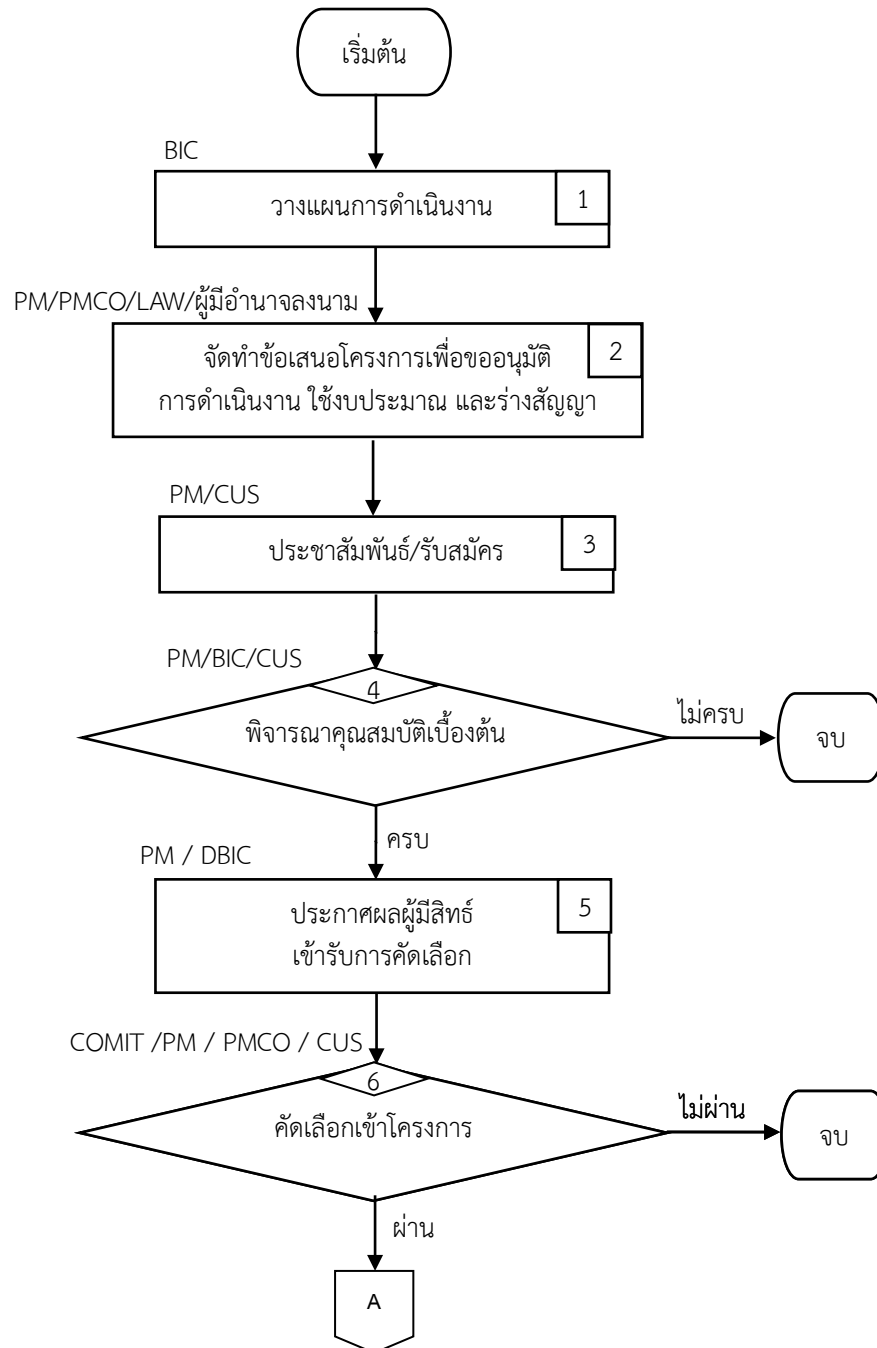 เริ่มต้น
BIC
วางแผนการดำเนินงาน
1
PM/PMCO/LAW/ผู้มีอำนาจลงนาม
จัดทำข้อเสนอโครงการเพื่อขออนุมัติ
2
การดำเนินงาน ใช้งบประมาณ และร่างสัญญา
PM/CUS
ประชาสัมพันธ์/รับสมัคร
3
PM/BIC/CUS
4
พิจารณาคุณสมบัติเบื้องต้น
ไม่ครบ
จบ
ครบ
PM / DBIC
ประกาศผลผู้มีสิทธ์
5
เข้ารับการคัดเลือก
COMIT /PM / PMCO / CUS
6
คัดเลือกเข้าโครงการ
ไม่ผ่าน
จบ
ผ่าน
A